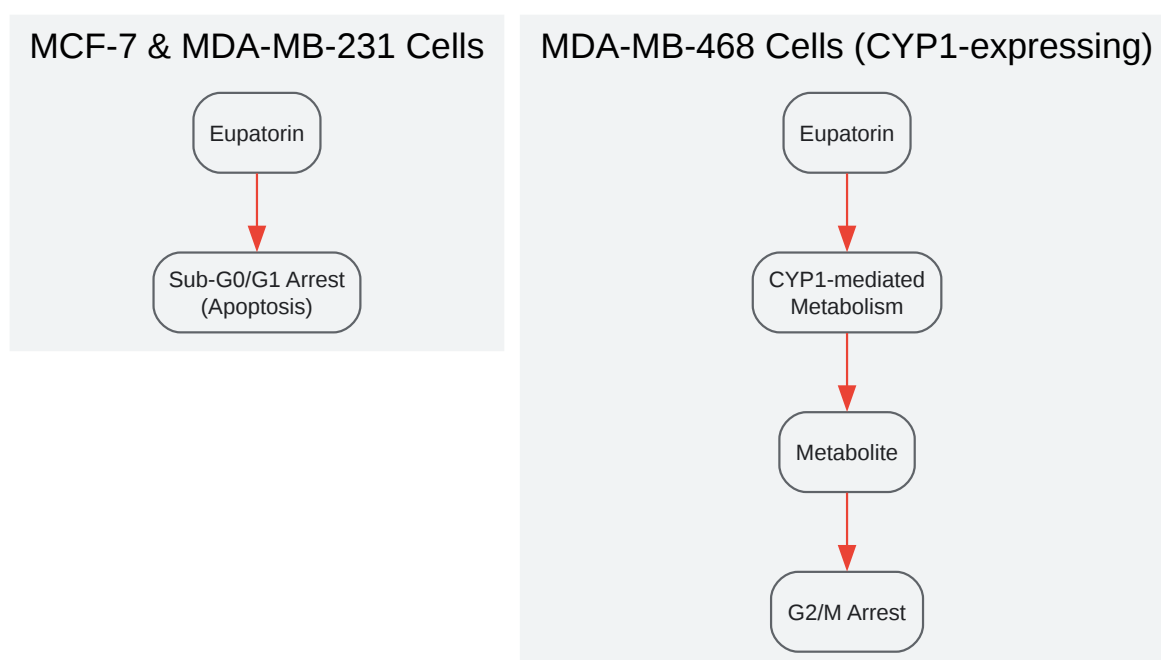 MCF-7 & MDA-MB-231 Cells
Eupatorin
Sub-G0/G1 Arrest
(Apoptosis)
MDA-MB-468 Cells (CYP1-expressing)
Eupatorin
CYP1-mediated
Metabolism
Metabolite
G2/M Arrest